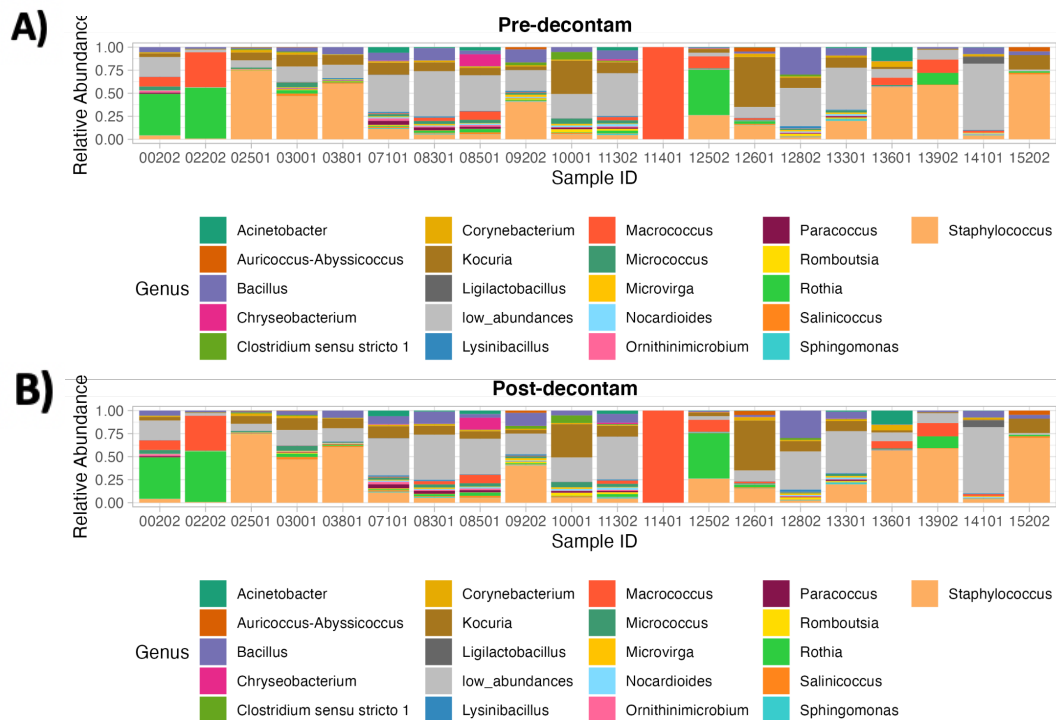 A)
Pre-decontam
Relative Abundance
1.00
0.75
0.50
0.25
0.00
00202 02202 02501 03001 03801 07101 08301 08501 09202 10001 11302 11401 12502 12601 12802 13301 13601 13902 14101 15202
Sample ID
Genus
Acinetobacter
Auricoccus-Abyssicoccus
Bacillus
Chryseobacterium
Clostridium sensu stricto 1
Corynebacterium
Kocuria
Ligilactobacillus
low_abundances
Lysinibacillus
Macrococcus
Micrococcus
Microvirga
Nocardioides
Ornithinimicrobium
Paracoccus
Romboutsia
Rothia
Salinicoccus
Sphingomonas
Staphylococcus
B)
Post-decontam
Relative Abundance
1.00
0.75
0.50
0.25
0.00
00202 02202 02501 03001 03801 07101 08301 08501 09202 10001 11302 11401 12502 12601 12802 13301 13601 13902 14101 15202
Sample ID
Genus
Acinetobacter
Auricoccus-Abyssicoccus
Bacillus
Chryseobacterium
Clostridium sensu stricto 1
Corynebacterium
Kocuria
Ligilactobacillus
low_abundances
Lysinibacillus
Macrococcus
Micrococcus
Microvirga
Nocardioides
Ornithinimicrobium
Paracoccus
Romboutsia
Rothia
Salinicoccus
Sphingomonas
Staphylococcus